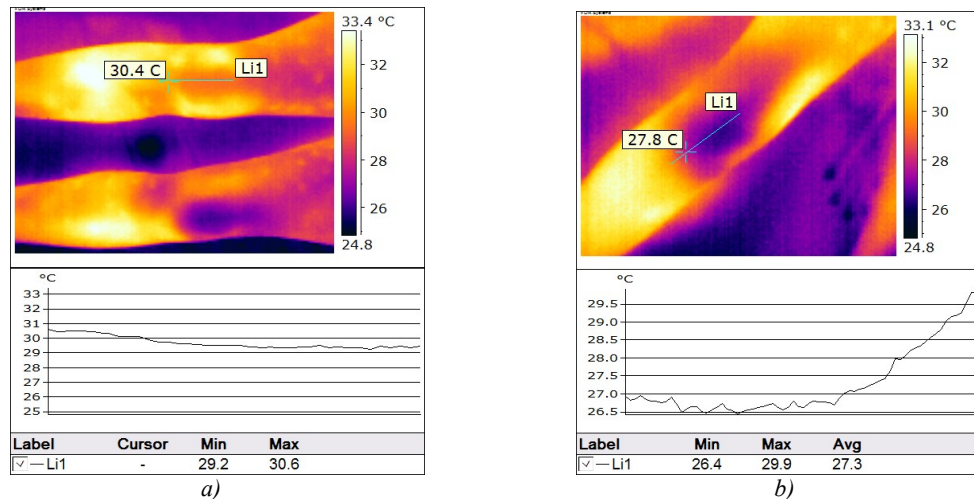 33.4 °C
32
30
28
26
24.8
30.4 C
Li1
°C
33
32
31
30
29
28
27
26
25
Label Cursor Min Max
Li1 - 29.2 30.6
a)
33.1 °C
32
30
28
26
24.8
Li1
27.8 C
°C
29.5
29.0
28.5
28.0
27.5
27.0
26.5
Label Min Max Avg
Li1 26.4 29.9 27.3
b)